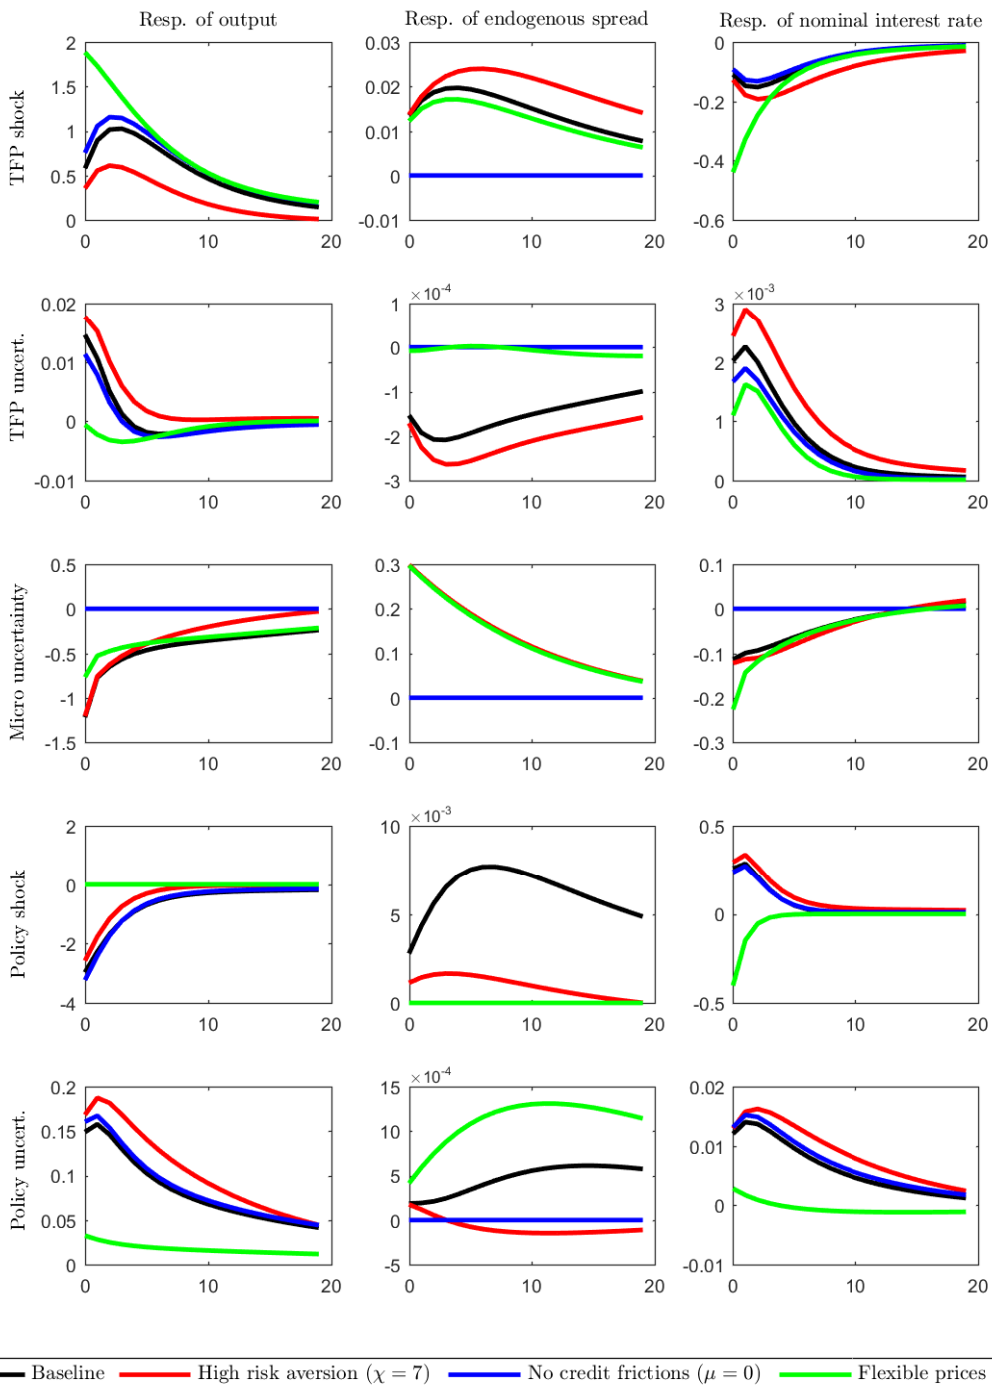 Resp. of output
Resp. of endogenous spread
Resp. of nominal interest rate
TFP shock
2
1.5
1
0.5
0
0 10 20
0.03
0.02
0.01
0
-0.01
0 10 20
0
-0.2
-0.4
-0.6
0 10 20
TFP uncert.
0.02
0.01
0
-0.01
0 10 20
×10⁻⁴
1
0
-1
-2
-3
0 10 20
×10⁻³
3
2
1
0
0 10 20
Micro uncertainty
0.5
0
-0.5
-1
-1.5
0 10 20
0.3
0.2
0.1
0
-0.1
0 10 20
0.1
0
-0.1
-0.2
-0.3
0 10 20
Policy shock
2
0
-2
-4
0 10 20
×10⁻³
10
5
0
0 10 20
0.5
0
-0.5
0 10 20
Policy uncert.
0.2
0.15
0.1
0.05
0
0 10 20
×10⁻⁴
15
10
5
0
-5
0 10 20
0.02
0.01
0
-0.01
0 10 20
Baseline High risk aversion (χ = 7) No credit frictions (μ = 0) Flexible prices